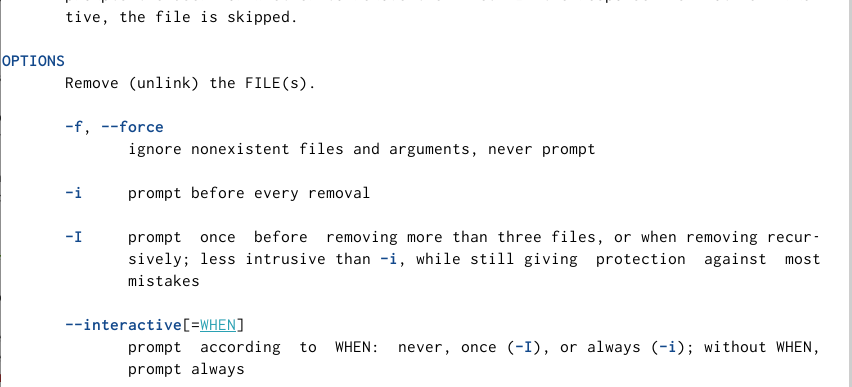 tive, the file is skipped.
OPTIONS
Remove (unlink) the FILE(s).
-f, --force
ignore nonexistent files and arguments, never prompt
-i prompt before every removal
-I prompt once before removing more than three files, or when removing recur-
sively; less intrusive than -i, while still giving protection against most
mistakes
--interactive[=WHEN]
prompt according to WHEN: never, once (-I), or always (-i); without WHEN,
prompt always